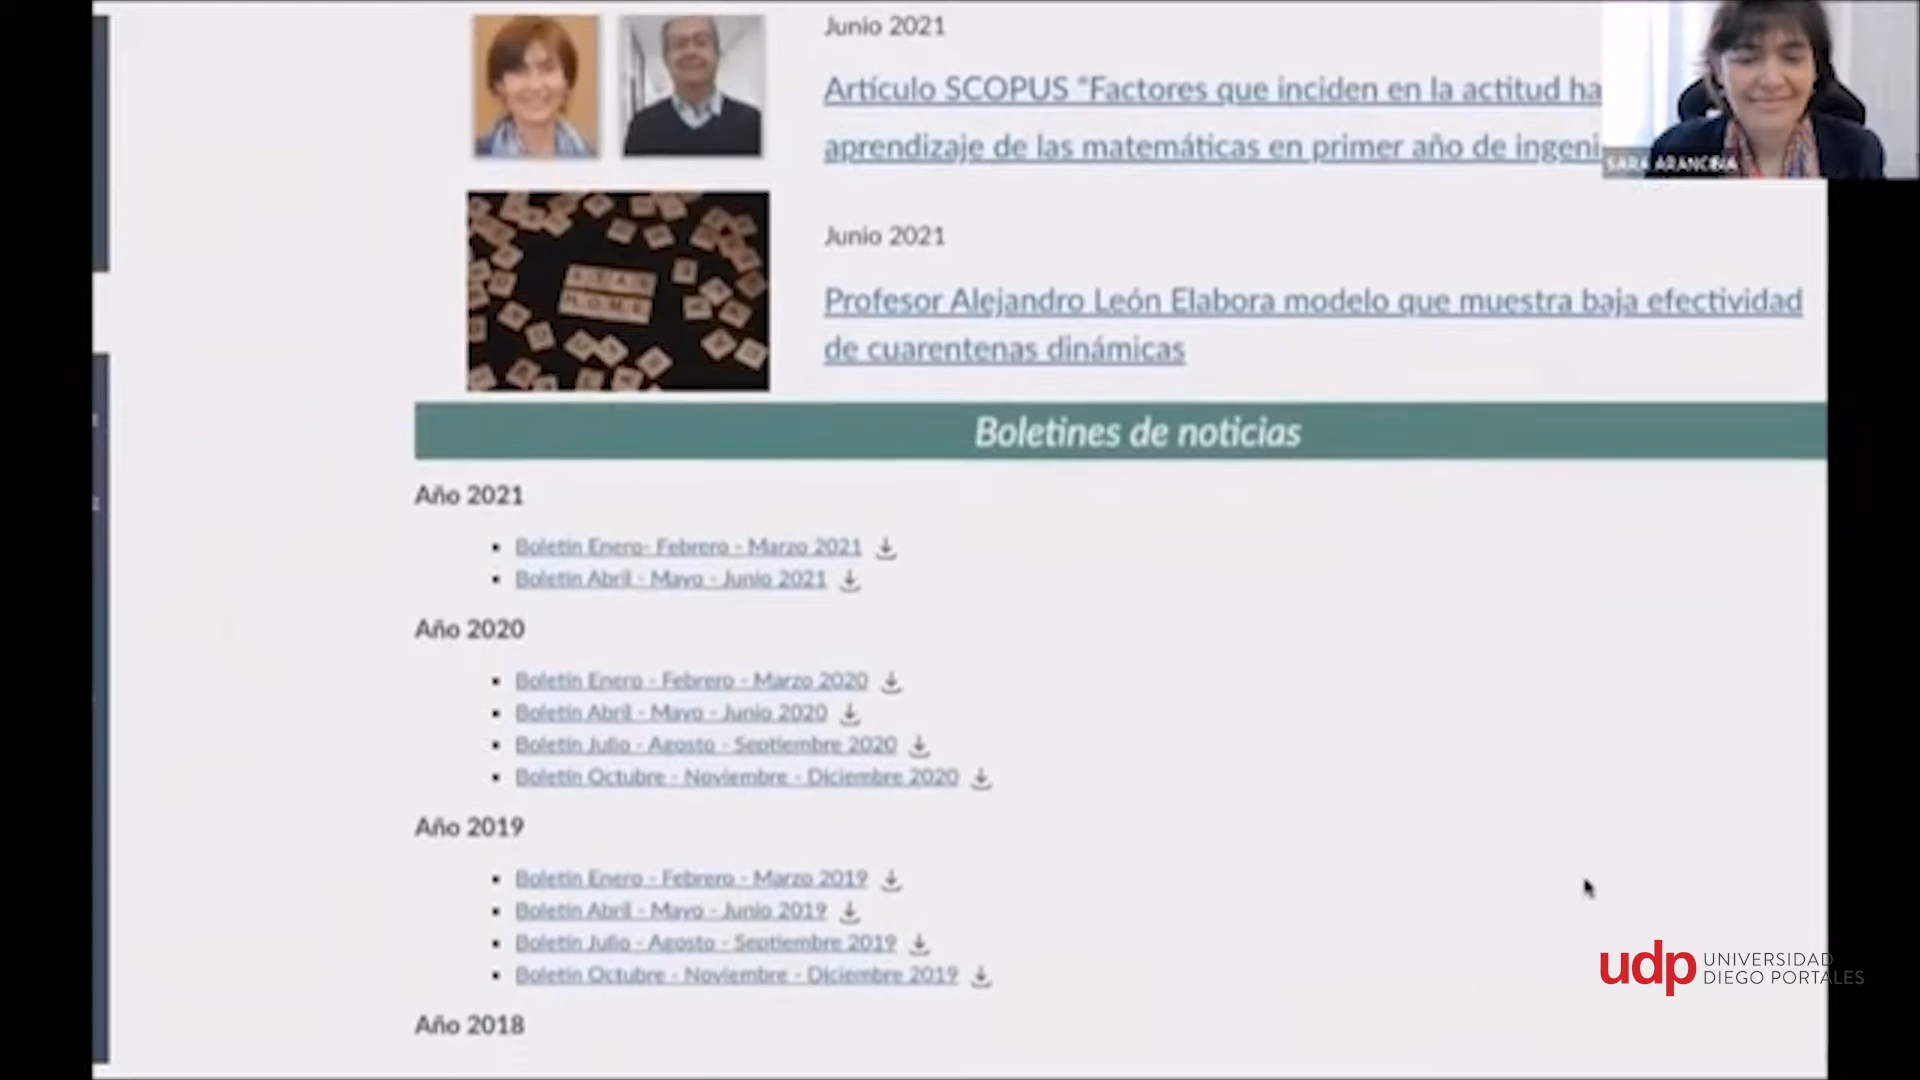 Junio 2021
Artículo SCOPUS "Factores que inciden en la actitud ha
aprendizaje de las matemáticas en primer año de ingeni
SARA ARANCIBIA
STAY
HOME
Junio 2021
Profesor Alejandro León Elabora modelo que muestra baja efectividad
de cuarentenas dinámicas
Boletines de noticias
Año 2021
Boletín Enero- Febrero - Marzo 2021
Boletín Abril - Mayo - Junio 2021
Año 2020
Boletín Enero - Febrero - Marzo 2020
Boletín Abril - Mayo - Junio 2020
Boletín Julio - Agosto - Septiembre 2020
Boletín Octubre - Noviembre - Diciembre 2020
Año 2019
Boletín Enero - Febrero - Marzo 2019
Boletín Abril - Mayo - Junio 2019
Boletín Julio - Agosto - Septiembre 2019
Boletín Octubre - Noviembre - Diciembre 2019
Año 2018
udp UNIVERSIDAD
DIEGO PORTALES